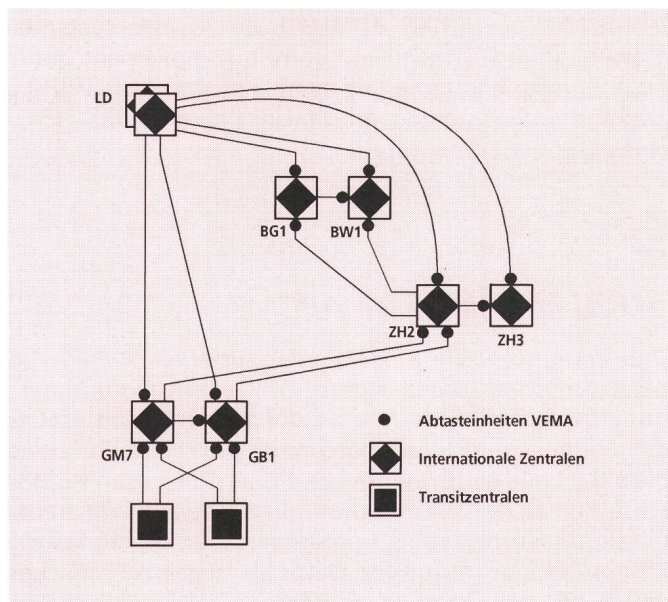 LD
BG1
BW1
ZH2
ZH3
GM7
GB1
Abtasteinheiten VEMA
Internationale Zentralen
Transitzentralen